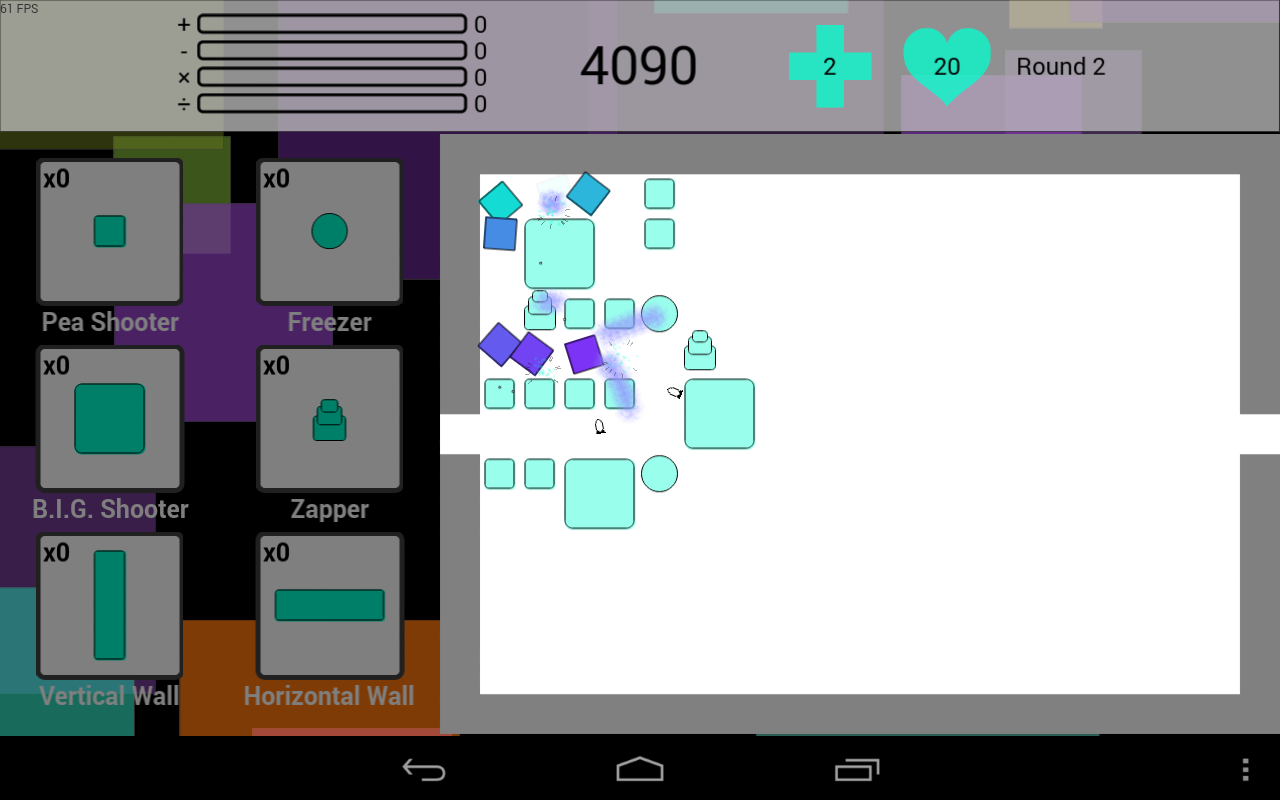 61 FPS
+ 0
- 0
× 0
÷ 0
4090
2
20
Round 2
x0
x0
Pea Shooter
Freezer
x0
x0
B.I.G. Shooter
Zapper
x0
x0
Vertical Wall
Horizontal Wall